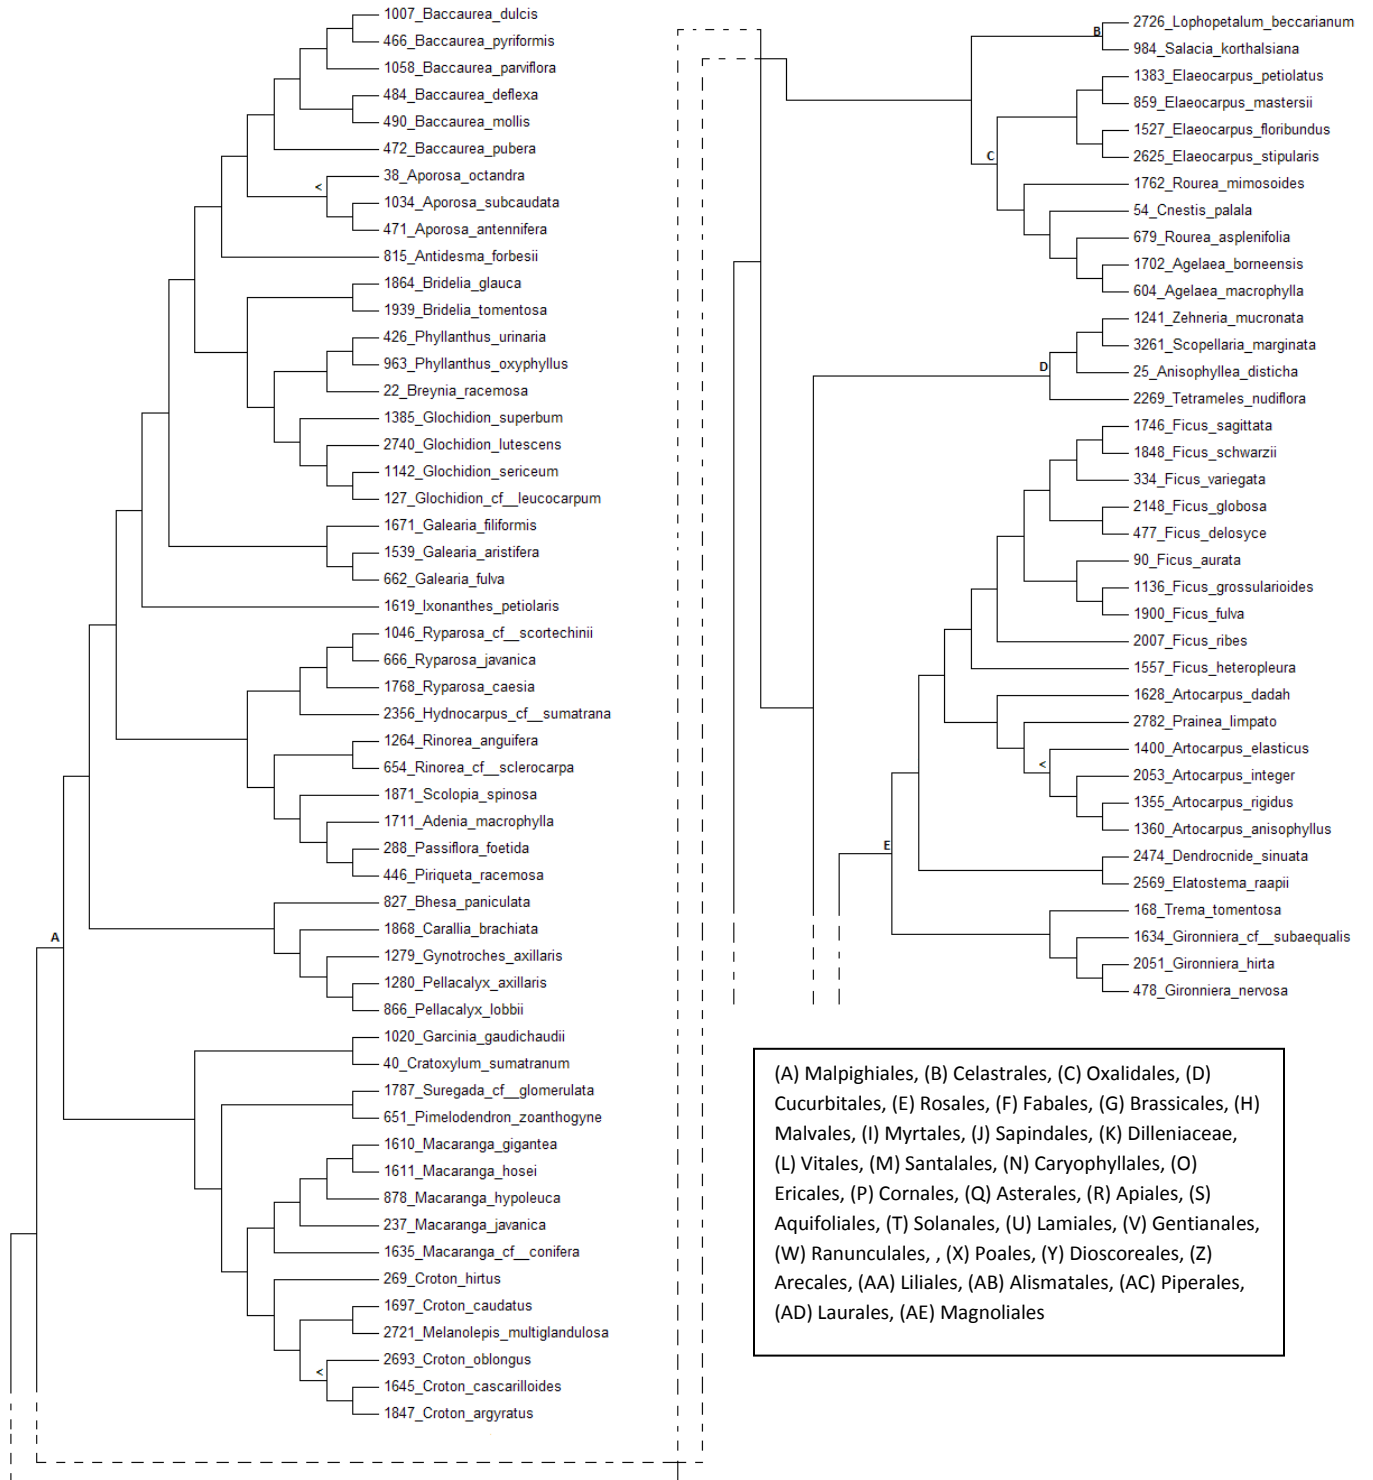 1007_Baccaurea_dulcis
466_Baccaurea_pyriformis
1058_Baccaurea_parviflora
484_Baccaurea_deflexa
490_Baccaurea_mollis
472_Baccaurea_pubera
<
38_Aporosa_octandra
1034_Aporosa_subcaudata
471_Aporosa_antennifera
815_Antidesma_forbesii
1864_Bridelia_glauca
1939_Bridelia_tomentosa
426_Phyllanthus_urinaria
963_Phyllanthus_oxyphyllus
22_Breynia_racemosa
1385_Glochidion_superbum
2740_Glochidion_lutescens
1142_Glochidion_sericeum
127_Glochidion_cf__leucocarpum
1671_Galearia_filiformis
1539_Galearia_aristifera
662_Galearia_fulva
1619_Ixonanthes_petiolaris
1046_Ryparosa_cf__scortechinii
666_Ryparosa_javanica
1768_Ryparosa_caesia
2356_Hydnocarpus_cf__sumatrana
1264_Rinorea_anguifera
654_Rinorea_cf__sclerocarpa
1871_Scolopia_spinosa
1711_Adenia_macrophylla
288_Passiflora_foetida
446_Piriqueta_racemosa
827_Bhesa_paniculata
1868_Carallia_brachiata
A
1279_Gynotroches_axillaris
1280_Pellacalyx_axillaris
866_Pellacalyx_lobbii
1020_Garcinia_gaudichaudii
40_Cratoxylum_sumatranum
1787_Suregada_cf__glomerulata
651_Pimelodendron_zoanthogyne
1610_Macaranga_gigantea
1611_Macaranga_hosei
878_Macaranga_hypoleuca
237_Macaranga_javanica
1635_Macaranga_cf__conifera
269_Croton_hirtus
1697_Croton_caudatus
2721_Melanolepis_multiglandulosa
<
2693_Croton_oblongus
1645_Croton_cascarilloides
1847_Croton_argyratus
2726_Lophopetalum_beccarianum
B
984_Salacia_korthalsiana
1383_Elaeocarpus_petiolatus
859_Elaeocarpus_mastersii
1527_Elaeocarpus_floribundus
C
2625_Elaeocarpus_stipularis
1762_Rourea_mimosoides
54_Cnestis_palala
679_Rourea_asplenifolia
1702_Agelaea_borneensis
604_Agelaea_macrophylla
1241_Zehneria_mucronata
3261_Scopellaria_marginata
D
25_Anisophyllea_disticha
2269_Tetrameles_nudiflora
1746_Ficus_sagittata
1848_Ficus_schwarzii
334_Ficus_variegata
2148_Ficus_globosa
477_Ficus_delosyce
90_Ficus_aurata
1136_Ficus_grossularioides
1900_Ficus_fulva
2007_Ficus_ribes
1557_Ficus_heteropleura
1628_Artocarpus_dadah
2782_Prainea_limpato
1400_Artocarpus_elasticus
<
2053_Artocarpus_integer
1355_Artocarpus_rigidus
1360_Artocarpus_anisophyllus
E
2474_Dendrocnide_sinuata
2569_Elatostema_raapii
168_Trema_tomentosa
1634_Gironniera_cf__subaequalis
2051_Gironniera_hirta
478_Gironniera_nervosa
(A) Malpighiales, (B) Celastrales, (C) Oxalidales, (D)
Cucurbitales, (E) Rosales, (F) Fabales, (G) Brassicales, (H)
Malvales, (I) Myrtales, (J) Sapindales, (K) Dilleniaceae,
(L) Vitales, (M) Santalales, (N) Caryophyllales, (O)
Ericales, (P) Cornales, (Q) Asterales, (R) Apiales, (S)
Aquifoliales, (T) Solanales, (U) Lamiales, (V) Gentianales,
(W) Ranunculales, , (X) Poales, (Y) Dioscoreales, (Z)
Arecales, (AA) Liliales, (AB) Alismatales, (AC) Piperales,
(AD) Laurales, (AE) Magnoliales